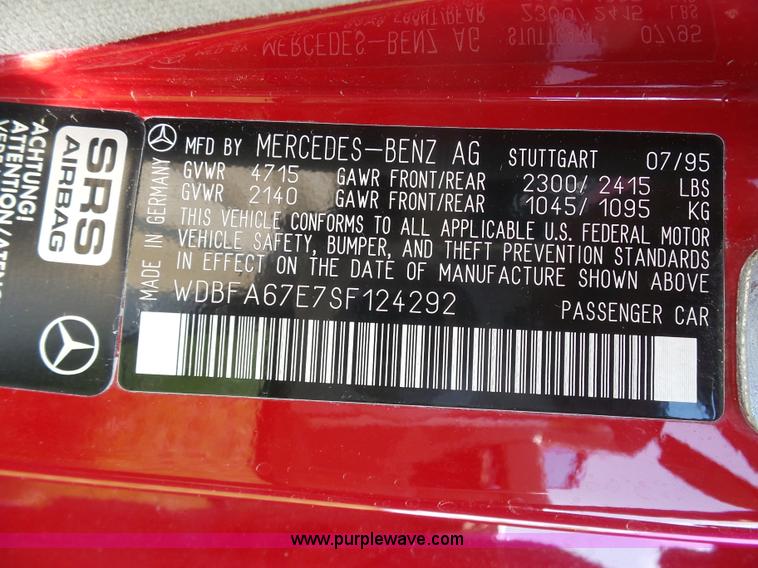 MFD BY MERCEDES-BENZ AG STUTTGART 07/95
GVWR 4715 GAWR FRONT/REAR 2300/ 2415 LBS
GVWR 2140 GAWR FRONT/REAR 1045/ 1095 KG
THIS VEHICLE CONFORMS TO ALL APPLICABLE U.S. FEDERAL MOTOR
VEHICLE SAFETY, BUMPER, AND THEFT PREVENTION STANDARDS
IN EFFECT ON THE DATE OF MANUFACTURE SHOWN ABOVE
WDBFA67E7SF124292 PASSENGER CAR
MADE IN GERMANY
SRS
AIRBAG
ACHTUNG!
www.purplewave.com